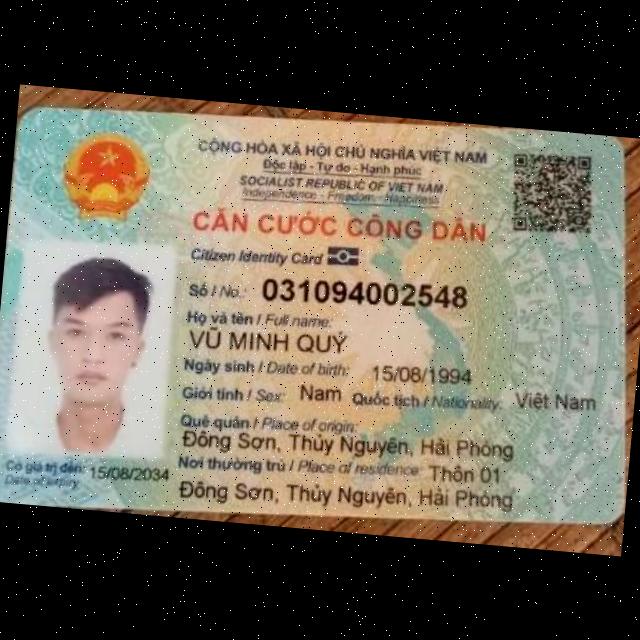 CỘNG HÒA XÃ HỘI CHỦ NGHĨA VIỆT NAM
Độc lập - Tự do - Hạnh phúc
SOCIALIST REPUBLIC OF VIET NAM
Independence - Freedom - Happiness
CĂN CƯỚC CÔNG DÂN
Citizen Identity Card
Số / No.: 031094002548
Họ và tên / Full name:
VŨ MINH QUÝ
Ngày sinh / Date of birth: 15/08/1994
Giới tính / Sex: Nam Quốc tịch / Nationality: Việt Nam
Quê quán / Place of origin:
Đông Sơn, Thủy Nguyên, Hải Phòng
Nơi thường trú / Place of residence: Thôn 01
Đông Sơn, Thủy Nguyên, Hải Phòng
Có giá trị đến: 15/08/2034
Date of expiry